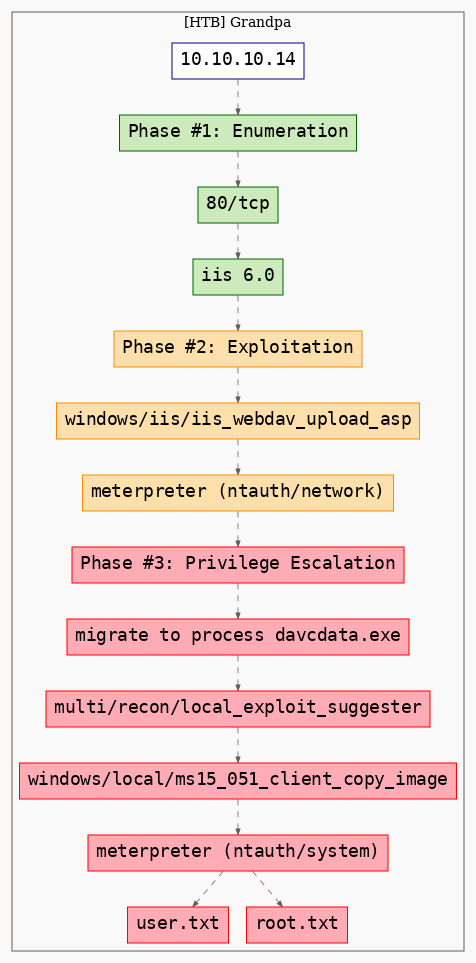 [HTB] Grandpa
10.10.10.14
Phase #1: Enumeration
80/tcp
iis 6.0
Phase #2: Exploitation
windows/iis/iis_webdav_upload_asp
meterpreter (ntauth/network)
Phase #3: Privilege Escalation
migrate to process davcdata.exe
multi/recon/local_exploit_suggester
windows/local/ms15_051_client_copy_image
meterpreter (ntauth/system)
user.txt
root.txt